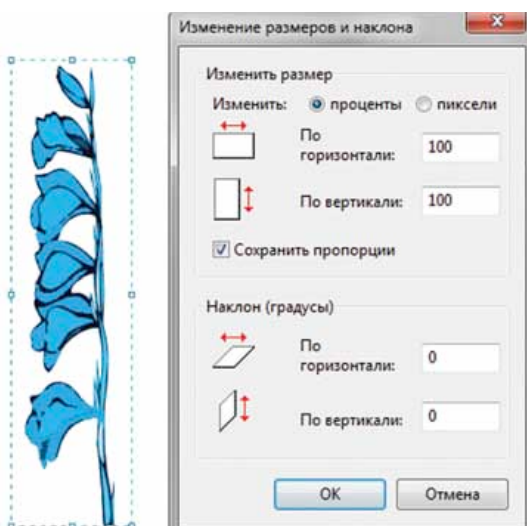 Изменение размеров и наклона
Изменить размер
Изменить: проценты пиксели
По
горизонтали: 100
По вертикали: 100
Сохранить пропорции
Наклон (градусы)
По
горизонтали: 0
По вертикали: 0
ОК Отмена